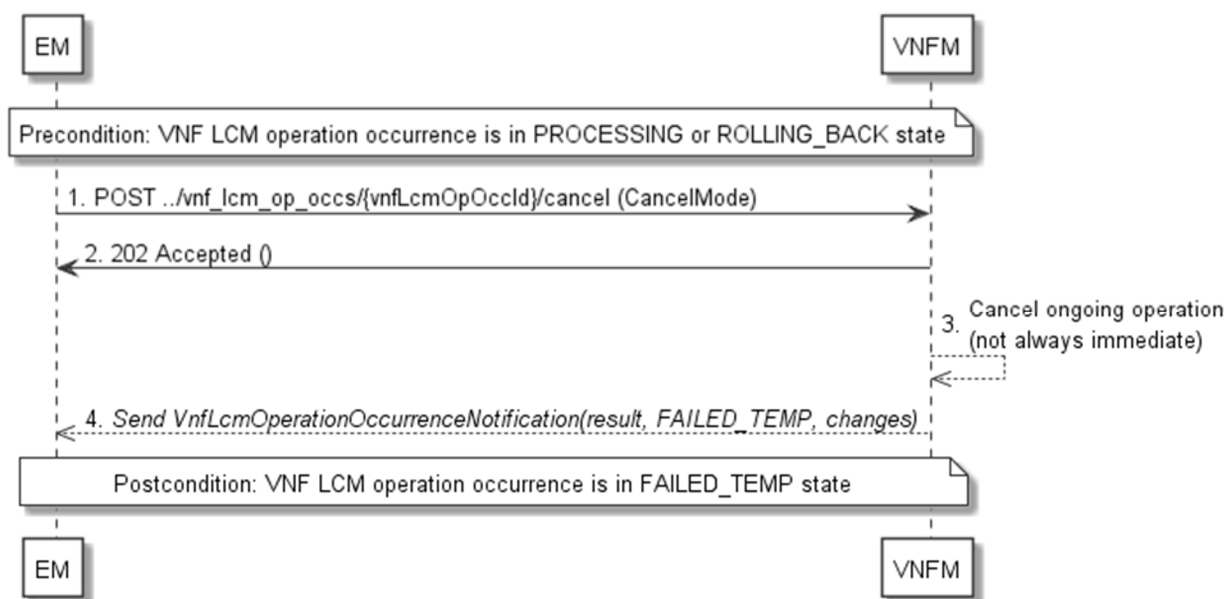 EM VNFM
Precondition: VNF LCM operation occurrence is in PROCESSING or ROLLING_BACK state
1. POST ../vnf_lcm_op_occs/{vnfLcmOpOccId}/cancel (CancelMode)
2. 202 Accepted ()
3. Cancel ongoing operation
(not always immediate)
4. Send VnfLcmOperationOccurrenceNotification(result, FAILED_TEMP, changes)
Postcondition: VNF LCM operation occurrence is in FAILED_TEMP state
EM VNFM